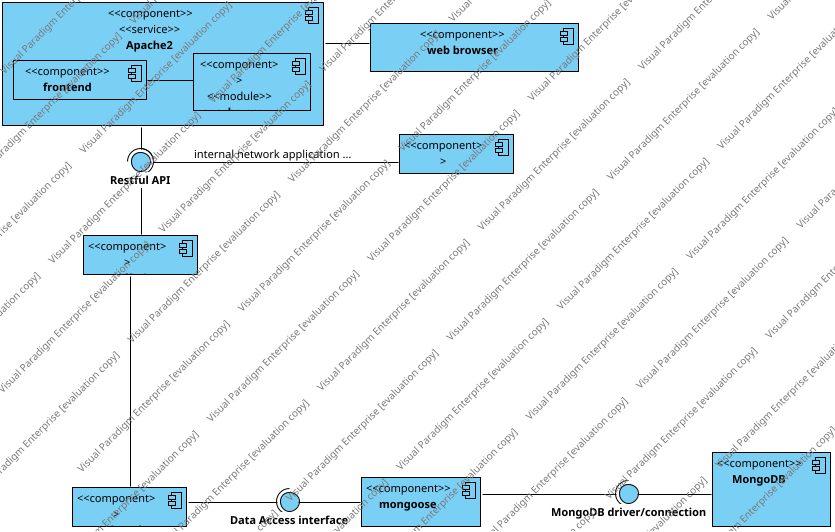 <<component>>
<<service>>
Apache2
<<component>>
frontend
<<component>
>
<<module>>
<<component>>
web browser
internal network application ...
<<component>
>
Restful API
<<component>
>
<<component>
Data Access interface
<<component>>
mongoose
MongoDB driver/connection
<<component>>
MongoDB
Visual Paradigm Enterprise [evaluation copy]